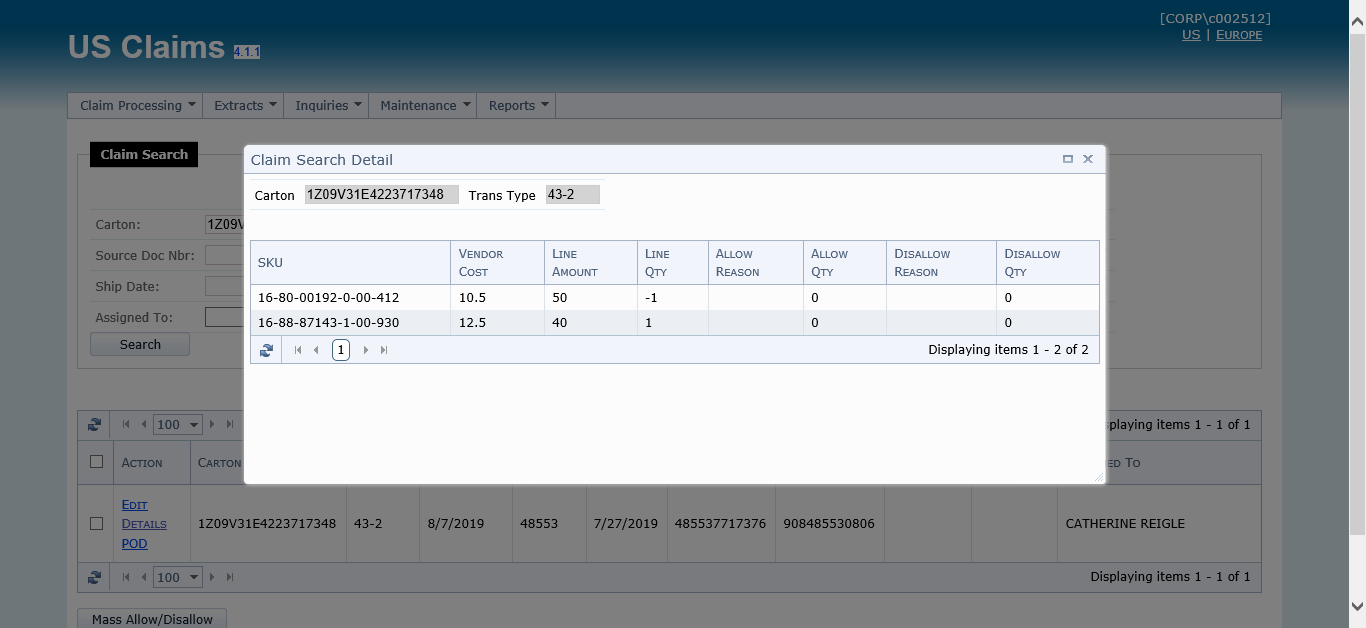 [CORP\c002512]
US | EUROPE
US Claims 4.1.1
Claim Processing Extracts Inquiries Maintenance Reports
Claim Search
Claim Search Detail
Carton 1Z09V31E4223717348 Trans Type 43-2
Carton: 1Z09V
Source Doc Nbr:
Ship Date:
Assigned To:
Search
SKU VENDOR COST LINE AMOUNT LINE QTY ALLOW REASON ALLOW QTY DISALLOW REASON DISALLOW QTY
16-80-00192-0-00-412 10.5 50 -1 0 0
16-88-87143-1-00-930 12.5 40 1 0 0
1 Displaying items 1 - 2 of 2
100 splaying items 1 - 1 of 1
ACTION CARTON ED TO
EDIT
DETAILS
POD
1Z09V31E4223717348 43-2 8/7/2019 48553 7/27/2019 485537717376 908485530806 CATHERINE REIGLE
100 Displaying items 1 - 1 of 1
Mass Allow/Disallow